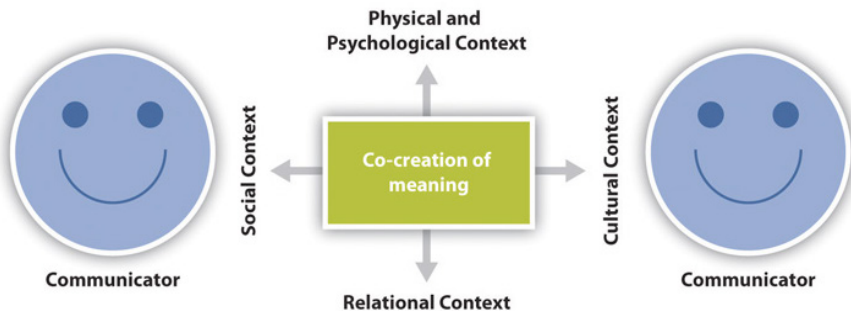 Physical and
Psychological Context
Social Context
Co-creation of
meaning
Cultural Context
Communicator
Communicator
Relational Context